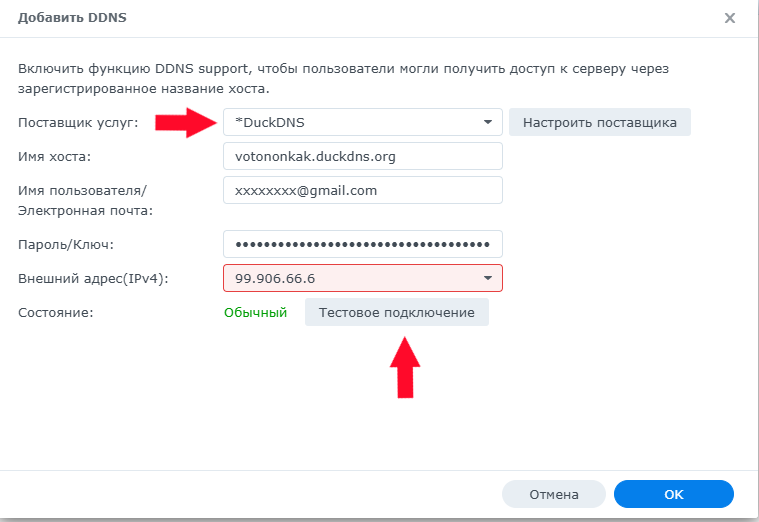 Добавить DDNS
Включить функцию DDNS support, чтобы пользователи могли получить доступ к серверу через
зарегистрированное название хоста.
Поставщик услуг: *DuckDNS Настроить поставщика
Имя хоста: votononkak.duckdns.org
Имя пользователя/
Электронная почта: xxxxxxxx@gmail.com
Пароль/Ключ: ••••••••••••••••••••••••••••••••••••
Внешний адрес(IPv4): 99.906.66.6
Состояние: Обычный Тестовое подключение
Отмена OK